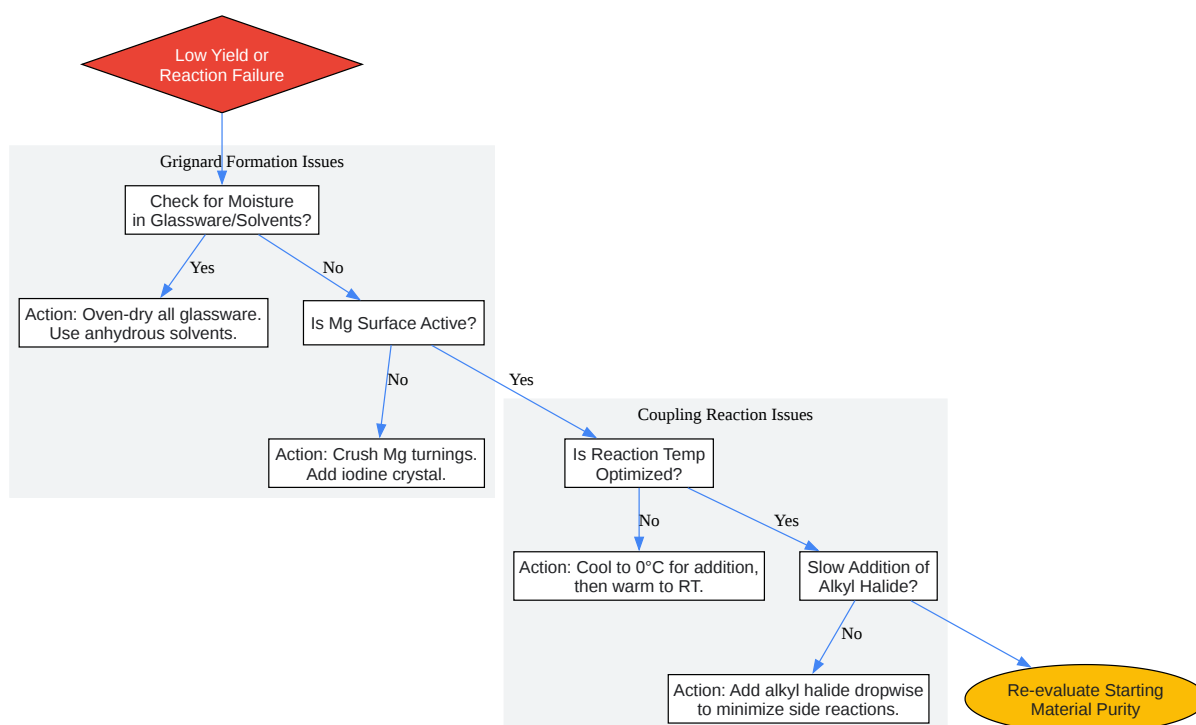 Low Yield or
Reaction Failure
Grignard Formation Issues
Check for Moisture
in Glassware/Solvents?
Yes
No
Action: Oven-dry all glassware.
Use anhydrous solvents.
Is Mg Surface Active?
No
Yes
Action: Crush Mg turnings.
Add iodine crystal.
Coupling Reaction Issues
Is Reaction Temp
Optimized?
No
Yes
Action: Cool to 0°C for addition,
then warm to RT.
Slow Addition of
Alkyl Halide?
No
Action: Add alkyl halide dropwise
to minimize side reactions.
Re-evaluate Starting
Material Purity